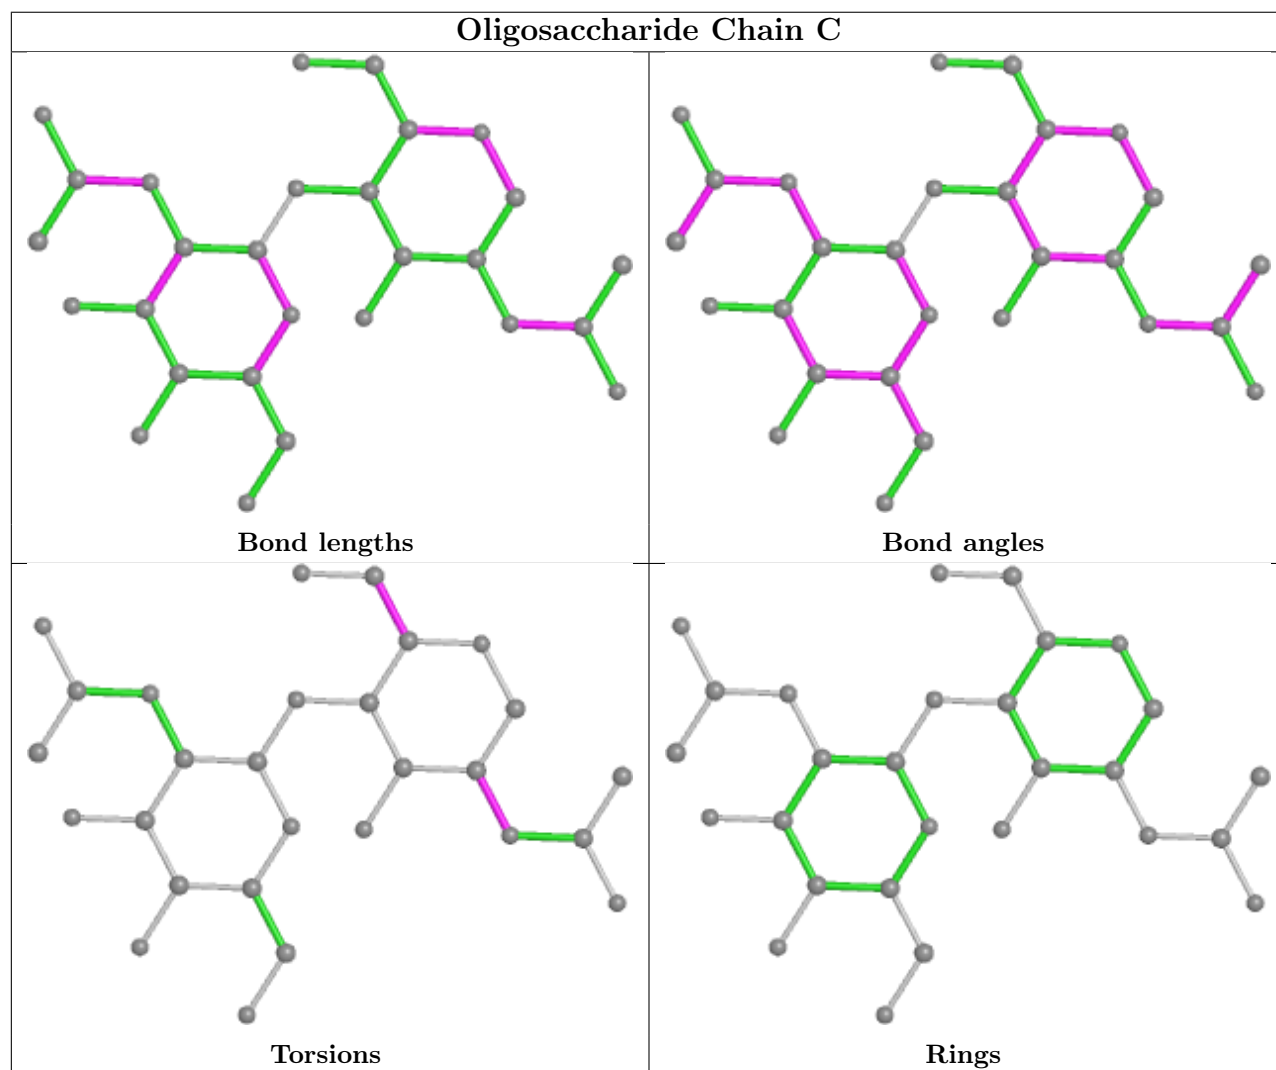 Oligosaccharide Chain C
Bond lengths
Bond angles
Torsions
Rings